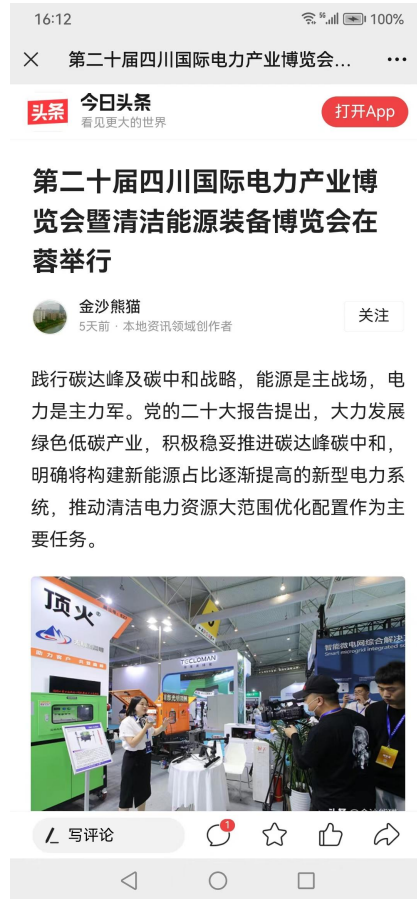 16:12
5G
100%
第二十届四川国际电力产业博览会...
头条
今日头条
看见更大的世界
打开App
第二十届四川国际电力产业博
览会暨清洁能源装备博览会在
蓉举行
金沙熊猫
5天前 · 本地资讯领域创作者
关注
践行碳达峰及碳中和战略，能源是主战场，电
力是主力军。党的二十大报告提出，大力发展
绿色低碳产业，积极稳妥推进碳达峰碳中和，
明确将构建新能源占比逐渐提高的新型电力系
统，推动清洁电力资源大范围优化配置作为主
要任务。
顶火
TECLOMAN
智能微电网综合解决
Smart microgrid integrated so
写评论
1